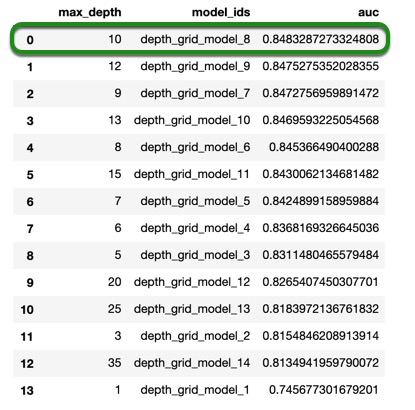 max_depth model_ids auc
0 10 depth_grid_model_8 0.8483287273324808
1 12 depth_grid_model_9 0.8475275352028355
2 9 depth_grid_model_7 0.8472756959891472
3 13 depth_grid_model_10 0.8469593225054568
4 8 depth_grid_model_6 0.845366490400288
5 15 depth_grid_model_11 0.8430062134681482
6 7 depth_grid_model_5 0.8424899158959884
7 6 depth_grid_model_4 0.8368169326645036
8 5 depth_grid_model_3 0.8311480465579484
9 20 depth_grid_model_12 0.8265407450307701
10 25 depth_grid_model_13 0.8183972136761832
11 3 depth_grid_model_2 0.8154846208913914
12 35 depth_grid_model_14 0.8134941959790072
13 1 depth_grid_model_1 0.745677301679201